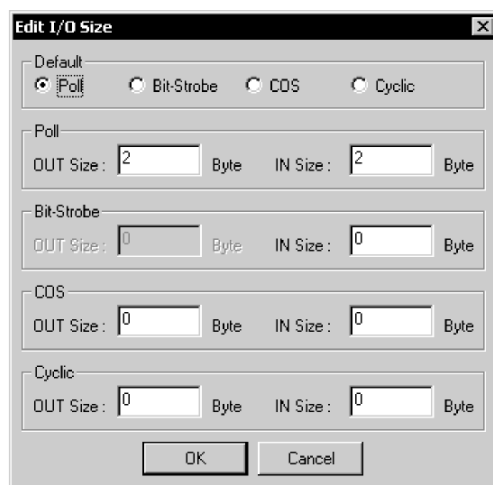 Edit I/O Size
Default
Poll Bit-Strobe COS Cyclic
Poll
OUT Size : 2 Byte IN Size : 2 Byte
Bit-Strobe
OUT Size : 0 Byte IN Size : 0 Byte
COS
OUT Size : 0 Byte IN Size : 0 Byte
Cyclic
OUT Size : 0 Byte IN Size : 0 Byte
OK Cancel